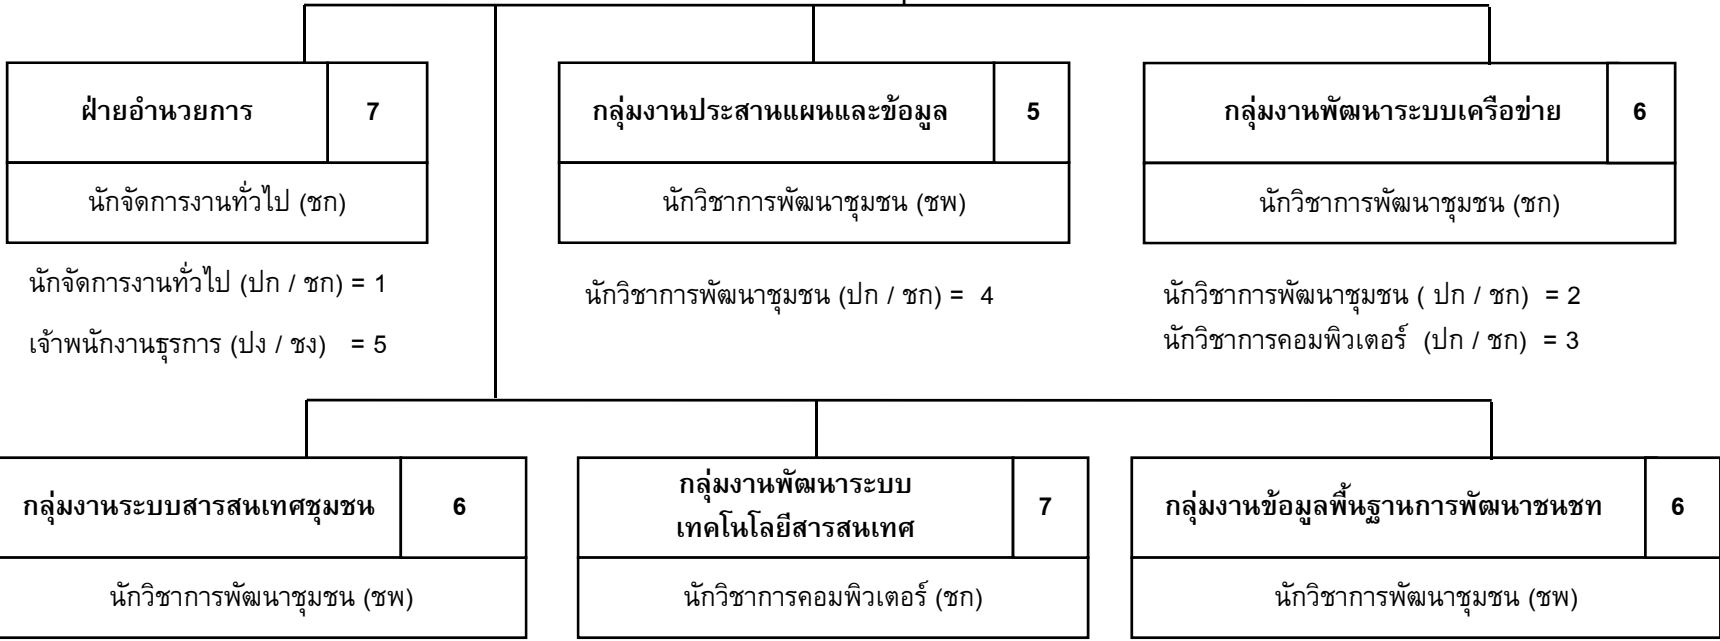 ฝ่ายอำนวยการ 7
นักจัดการงานทั่วไป (ชก)
นักจัดการงานทั่วไป (ปก / ชก) = 1
เจ้าพนักงานธุรการ (ปง / ชง) = 5
กลุ่มงานประสานแผนและข้อมูล 5
นักวิชาการพัฒนาชุมชน (ชพ)
นักวิชาการพัฒนาชุมชน (ปก / ชก) = 4
กลุ่มงานพัฒนาระบบเครือข่าย 6
นักวิชาการพัฒนาชุมชน (ชก)
นักวิชาการพัฒนาชุมชน ( ปก / ชก) = 2
นักวิชาการคอมพิวเตอร์ (ปก / ชก) = 3
กลุ่มงานระบบสารสนเทศชุมชน 6
นักวิชาการพัฒนาชุมชน (ชพ)
กลุ่มงานพัฒนาระบบ
เทคโนโลยีสารสนเทศ 7
นักวิชาการคอมพิวเตอร์ (ชก)
กลุ่มงานข้อมูลพื้นฐานการพัฒนาชนชท 6
นักวิชาการพัฒนาชุมชน (ชพ)